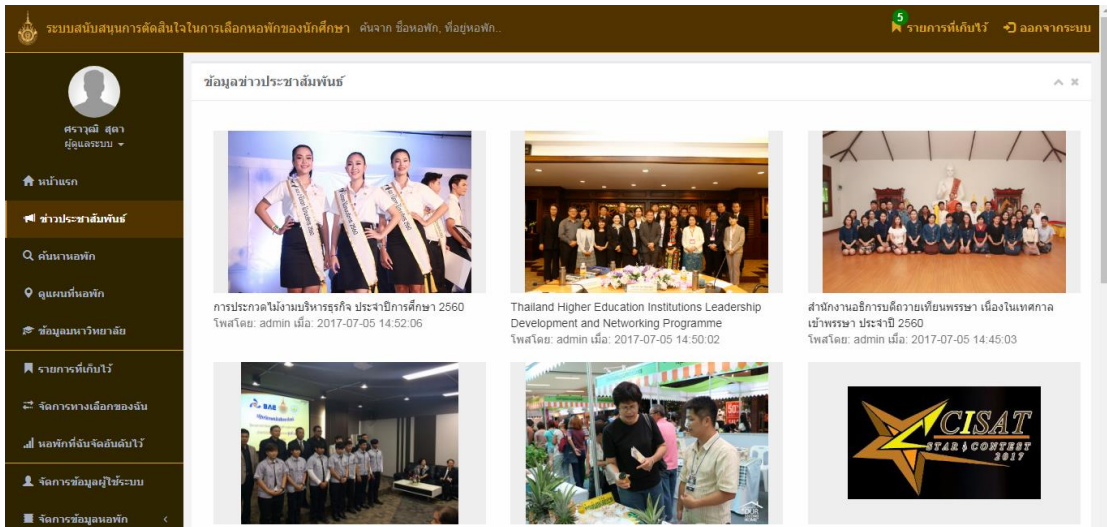 ระบบสนับสนุนการตัดสินใจในการเลือกหอพักของนักศึกษา
ค้นจาก ชื่อหอพัก, ที่อยู่หอพัก..
5
รายการที่เก็บไว้
ออกจากระบบ
ศราวุฒิ สุดา
ผู้ดูแลระบบ
หน้าแรก
ข่าวประชาสัมพันธ์
ค้นหาหอพัก
ดูแผนที่หอพัก
ข้อมูลมหาวิทยาลัย
รายการที่เก็บไว้
จัดการทางเลือกของฉัน
หอพักที่ฉันจัดอันดับไว้
จัดการข้อมูลผู้ใช้ระบบ
จัดการข้อมูลหอพัก
ข้อมูลข่าวประชาสัมพันธ์
การประกวดไม้งามบริหารธุรกิจ ประจำปีการศึกษา 2560
โพสโดย: admin เมื่อ: 2017-07-05 14:52:06
Thailand Higher Education Institutions Leadership
Development and Networking Programme
โพสโดย: admin เมื่อ: 2017-07-05 14:50:02
สำนักงานอธิการบดีถวายเทียนพรรษา เนื่องในเทศกาล
เข้าพรรษา ประจำปี 2560
โพสโดย: admin เมื่อ: 2017-07-05 14:45:03
BAE
50
CISAT
STAR CONTEST
2017